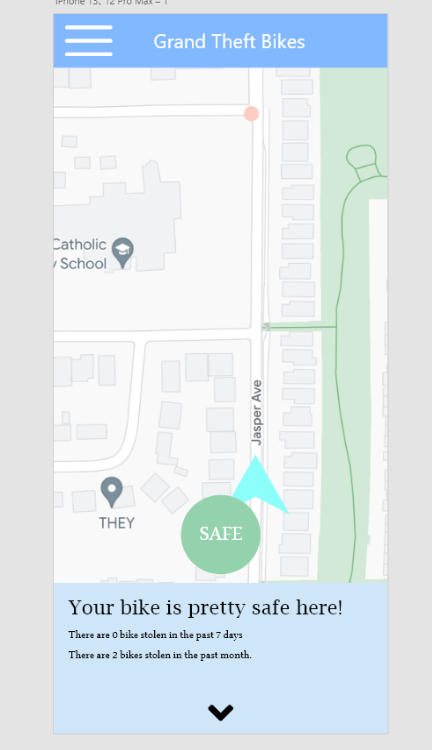 iPhone 13, 12 Pro Max – 1
Grand Theft Bikes
Catholic
y School
Jasper Ave
THEY
SAFE
Your bike is pretty safe here!
There are 0 bike stolen in the past 7 days
There are 2 bikes stolen in the past month.